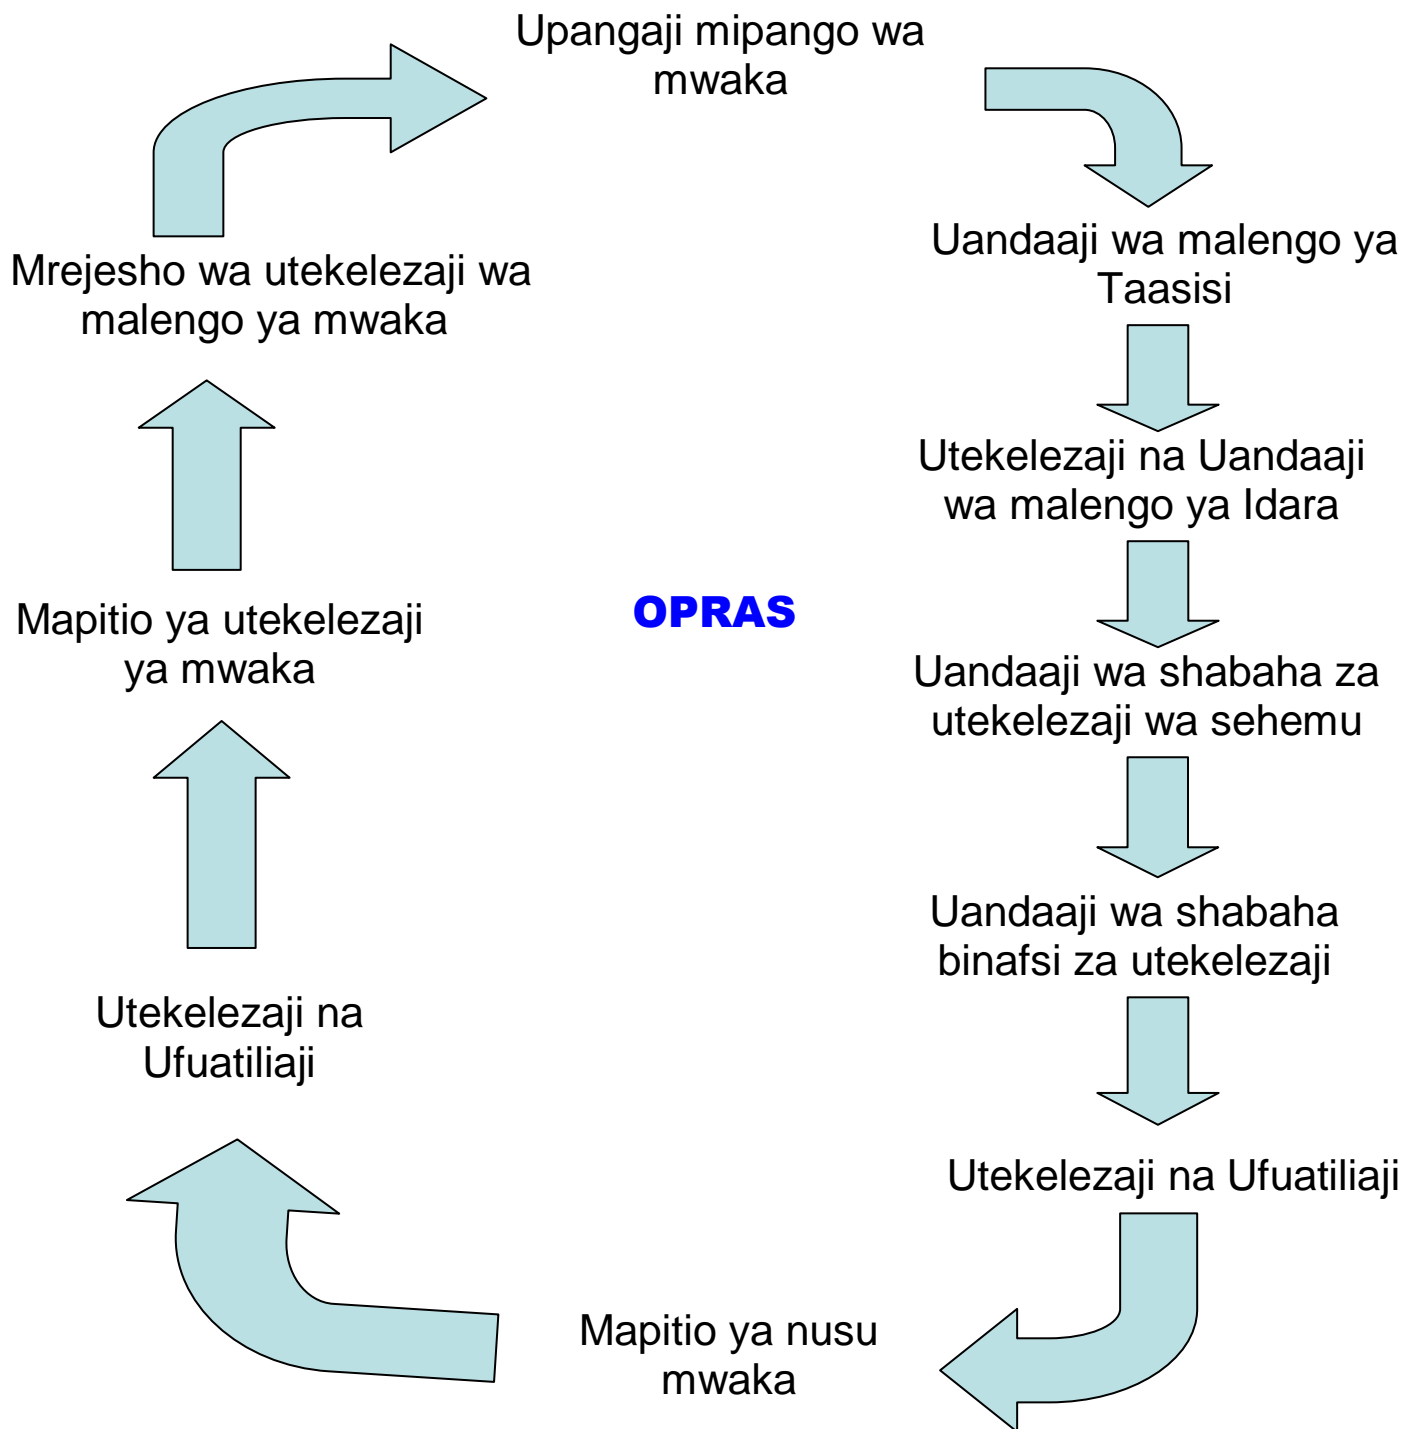 Upangaji mipango wa
mwaka
Uandaaji wa malengo ya
Taasisi
Utekelezaji na Uandaaji
wa malengo ya Idara
Uandaaji wa shabaha za
utekelezaji wa sehemu
Uandaaji wa shabaha
binafsi za utekelezaji
Utekelezaji na Ufuatiliaji
Mapitio ya nusu
mwaka
Utekelezaji na
Ufuatiliaji
Mapitio ya utekelezaji
ya mwaka
Mrejesho wa utekelezaji wa
malengo ya mwaka
OPRAS